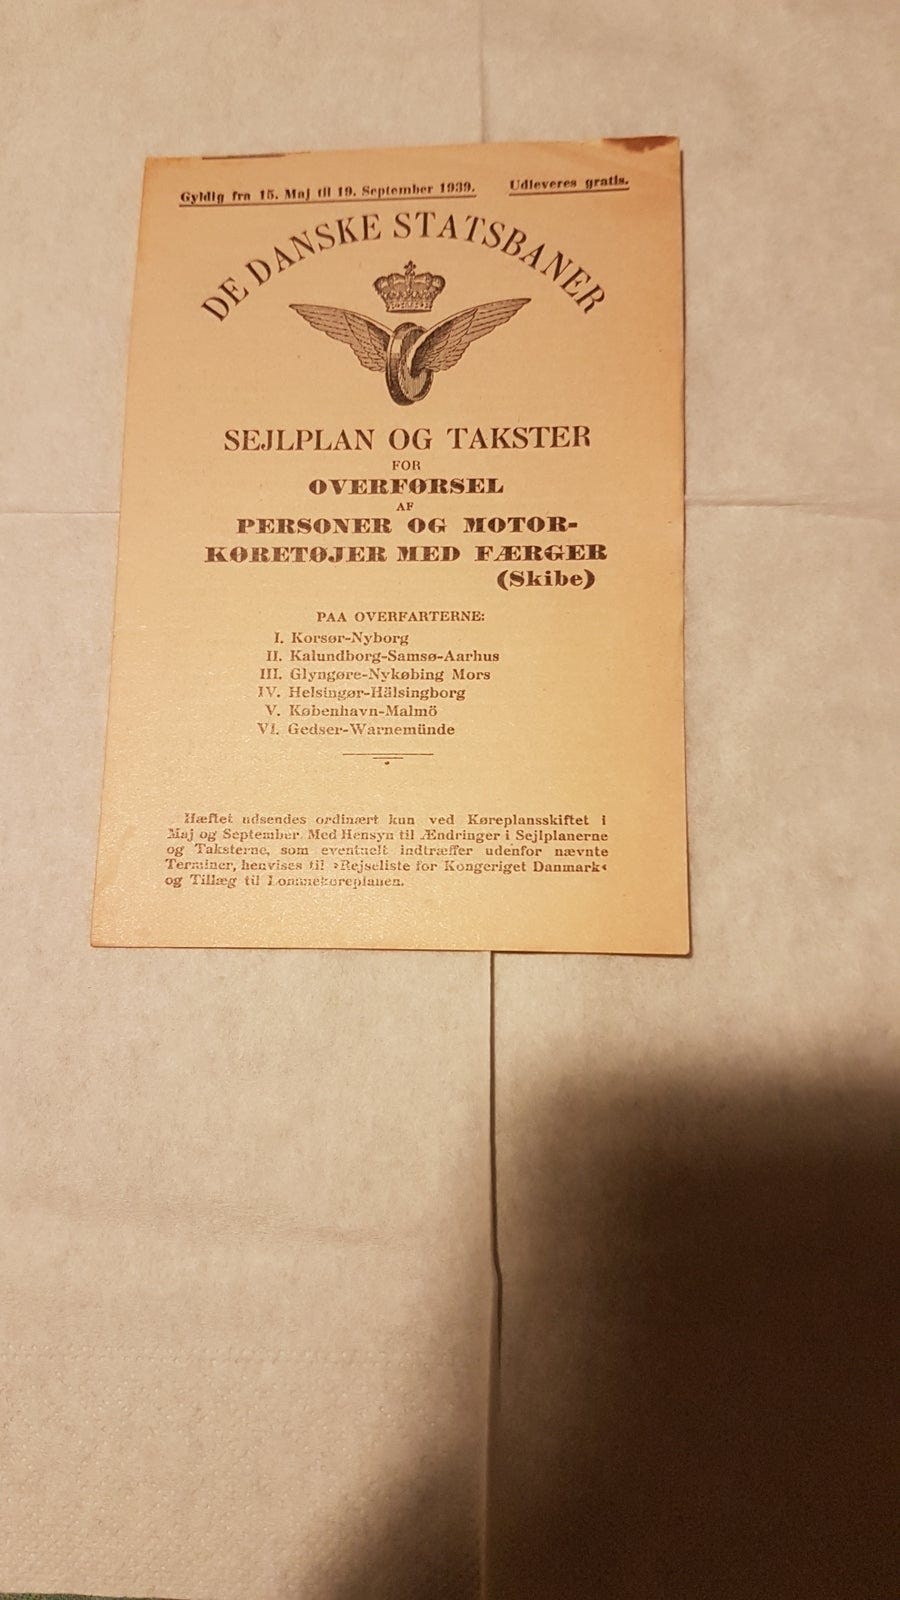 Gyldig fra 15. Maj til 19. September 1939. Udleveres gratis.
DE DANSKE STATSBANER
SEJLPLAN OG TAKSTER
FOR
OVERFØRSEL
AF
PERSONER OG MOTOR-
KØRETØJER MED FÆRGER
(Skibe)
PAA OVERFARTERNE:
I. Korsør-Nyborg
II. Kalundborg-Samsø-Aarhus
III. Glyngøre-Nykøbing Mors
IV. Helsingør-Hälsingborg
V. København-Malmö
VI. Gedser-Warnemünde
Hæftet udsendes ordinært kun ved Køreplansskiftet i
Maj og September. Med Hensyn til Ændringer i Sejlplanerne
og Taksterne, som eventuelt indtræffer udenfor nævnte
Terminer, henvises til »Rejseliste for Kongeriget Danmark«
og Tillæg til Lommekøreplanen.